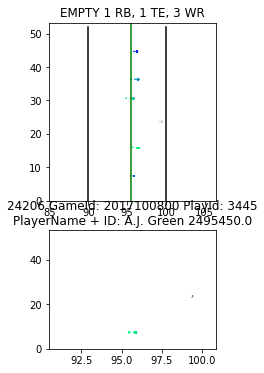 EMPTY 1 RB, 1 TE, 3 WR
50
40
30
20
10
0
85 90 95 100 105
24206 GameId: 2017100800 PlayId: 3445
PlayerName + ID: A.J. Green 2495450.0
40
20
0
92.5 95.0 97.5 100.0